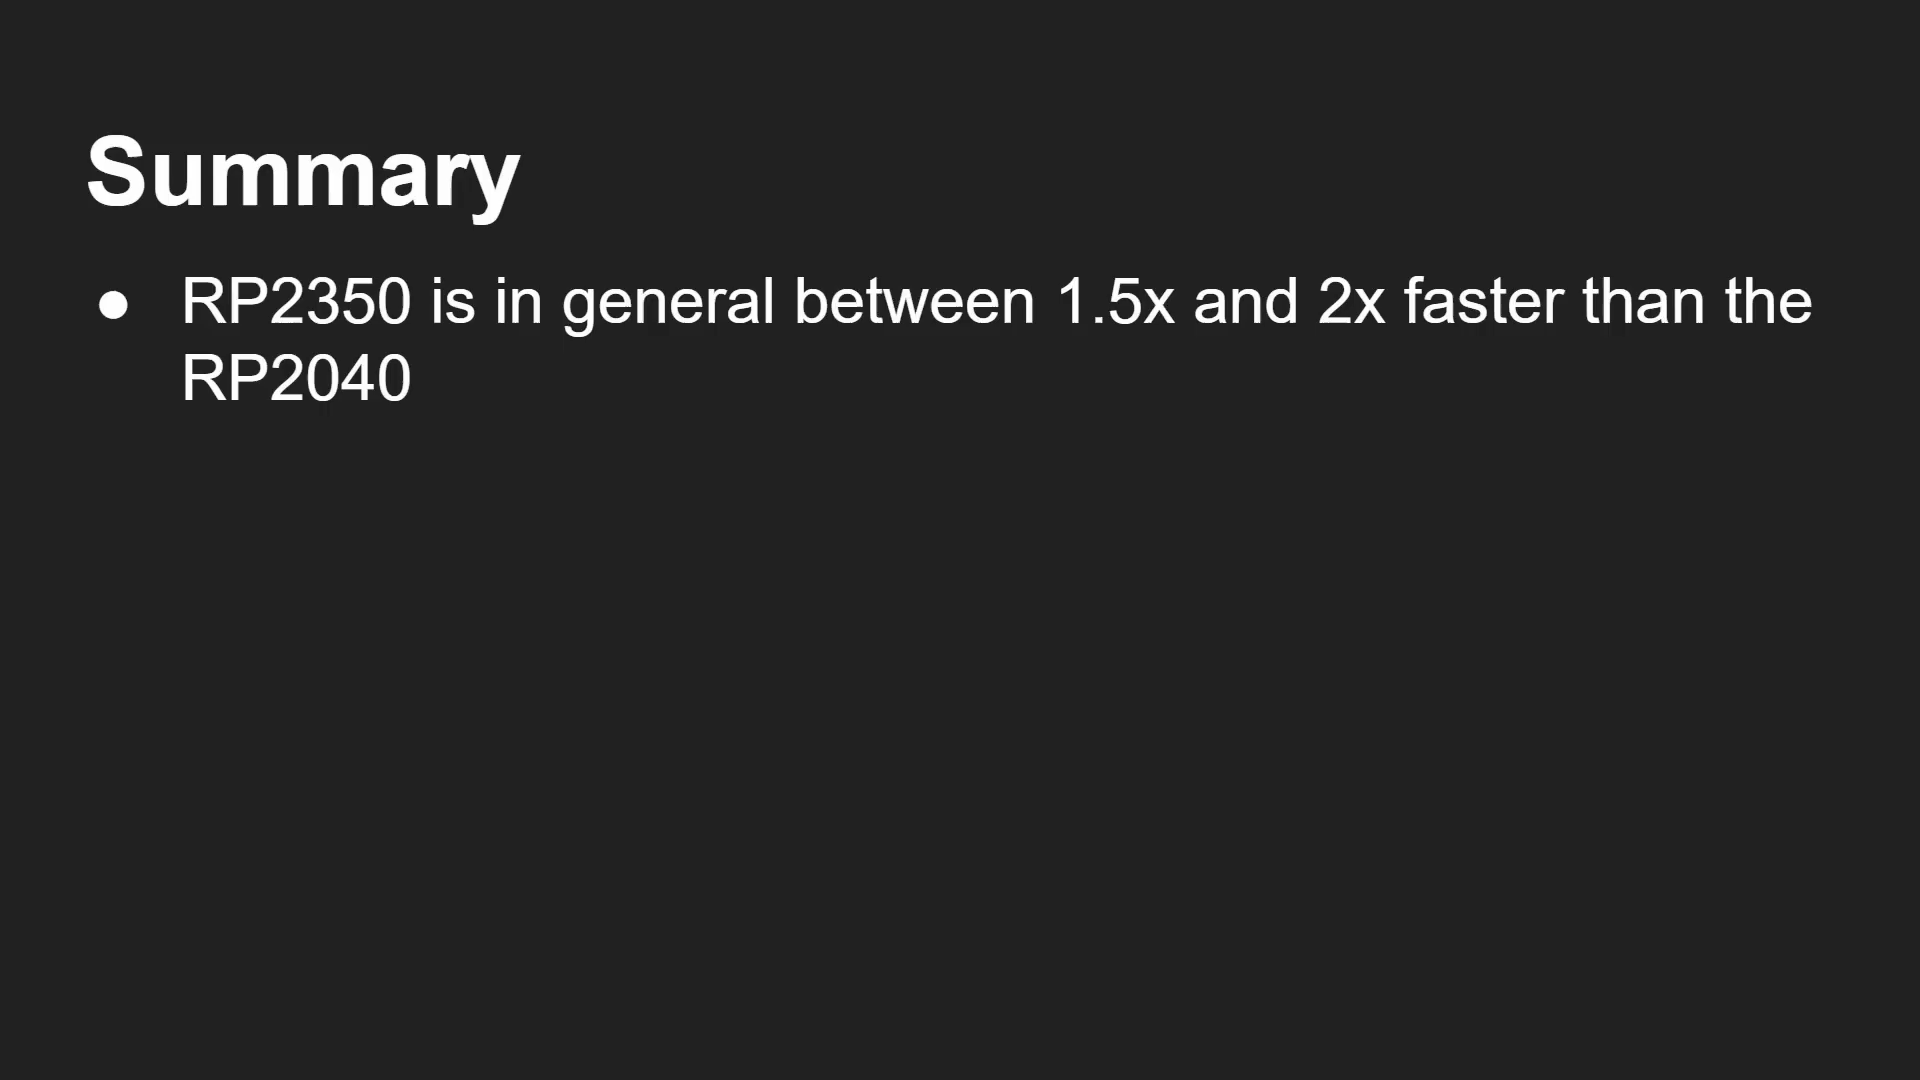 Summary
● RP2350 is in general between 1.5x and 2x faster than the
RP2040